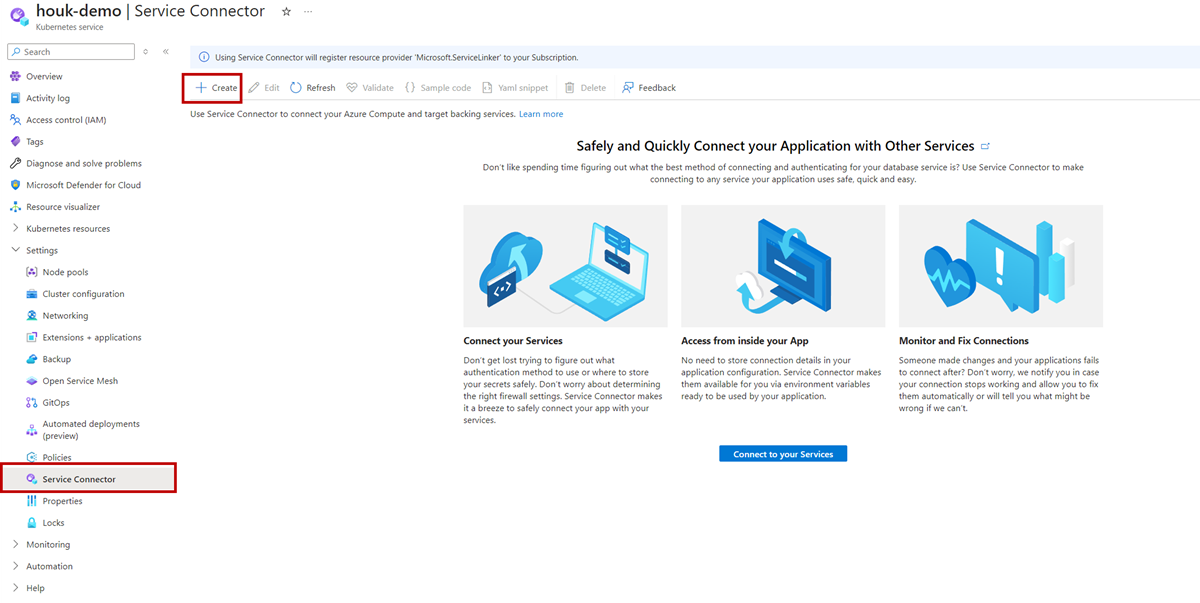 houk-demo | Service Connector
Kubernetes service
Search
Overview
Activity log
Access control (IAM)
Tags
Diagnose and solve problems
Microsoft Defender for Cloud
Resource visualizer
Kubernetes resources
Settings
Node pools
Cluster configuration
Networking
Extensions + applications
Backup
Open Service Mesh
GitOps
Automated deployments
(preview)
Policies
Service Connector
Properties
Locks
Monitoring
Automation
Help
Using Service Connector will register resource provider 'Microsoft.ServiceLinker' to your Subscription.
Create Edit Refresh Validate Sample code Yaml snippet Delete Feedback
Use Service Connector to connect your Azure Compute and target backing services. Learn more
Safely and Quickly Connect your Application with Other Services
Don't like spending time figuring out what the best method of connecting and authenticating for your database service is? Use Service Connector to make
connecting to any service your application uses safe, quick and easy.
Connect your Services
Don't get lost trying to figure out what
authentication method to use or where to store
your secrets safely. Don't worry about determining
the right firewall settings. Service Connector makes
it a breeze to safely connect your app with your
services.
Access from inside your App
No need to store connection details in your
application configuration. Service Connector makes
them available for you via environment variables
ready to be used by your application.
Monitor and Fix Connections
Someone made changes and your applications fails
to connect after? Don't worry, we notify you in case
your connection stops working and allow you to fix
them automatically or will tell you what might be
wrong if we can't.
Connect to your Services